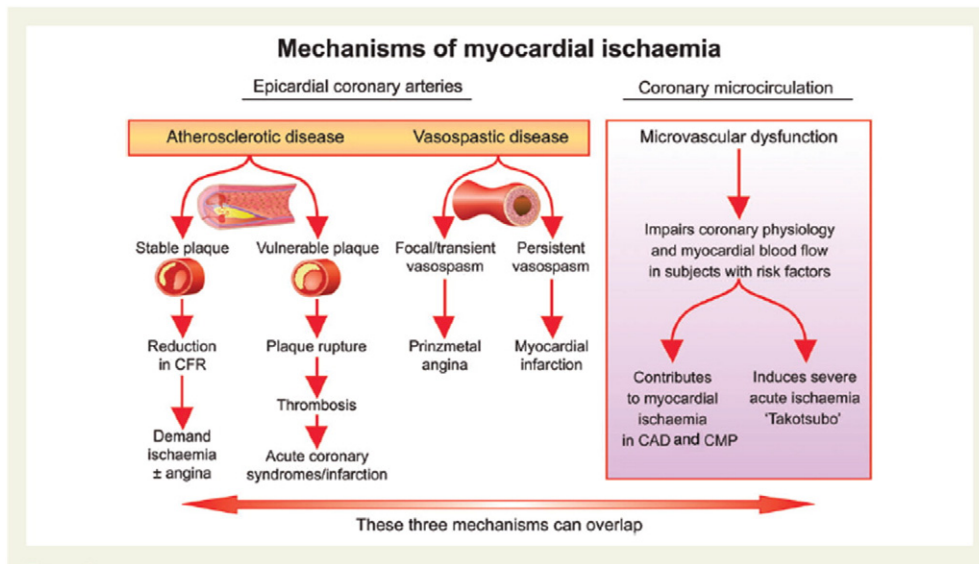 Mechanisms of myocardial ischaemia
Epicardial coronary arteries
Coronary microcirculation
Atherosclerotic disease
Vasospastic disease
Microvascular dysfunction
Stable plaque
Vulnerable plaque
Focal/transient
vasospasm
Persistent
vasospasm
Impairs coronary physiology
and myocardial blood flow
in subjects with risk factors
Reduction
in CFR
Plaque rupture
Prinzmetal
angina
Myocardial
infarction
Thrombosis
Contributes
to myocardial
ischaemia
in CAD and CMP
Induces severe
acute ischaemia
‘Takotsubo’
Demand
ischaemia
± angina
Acute coronary
syndromes/infarction
These three mechanisms can overlap